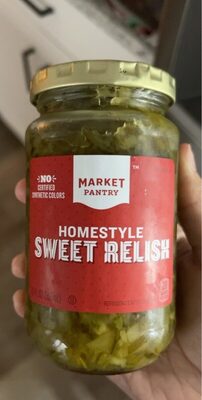 NO
CERTIFIED
SYNTHETIC COLORS
MARKET
PANTRY
TM
HOMESTYLE
SWEET RELISH